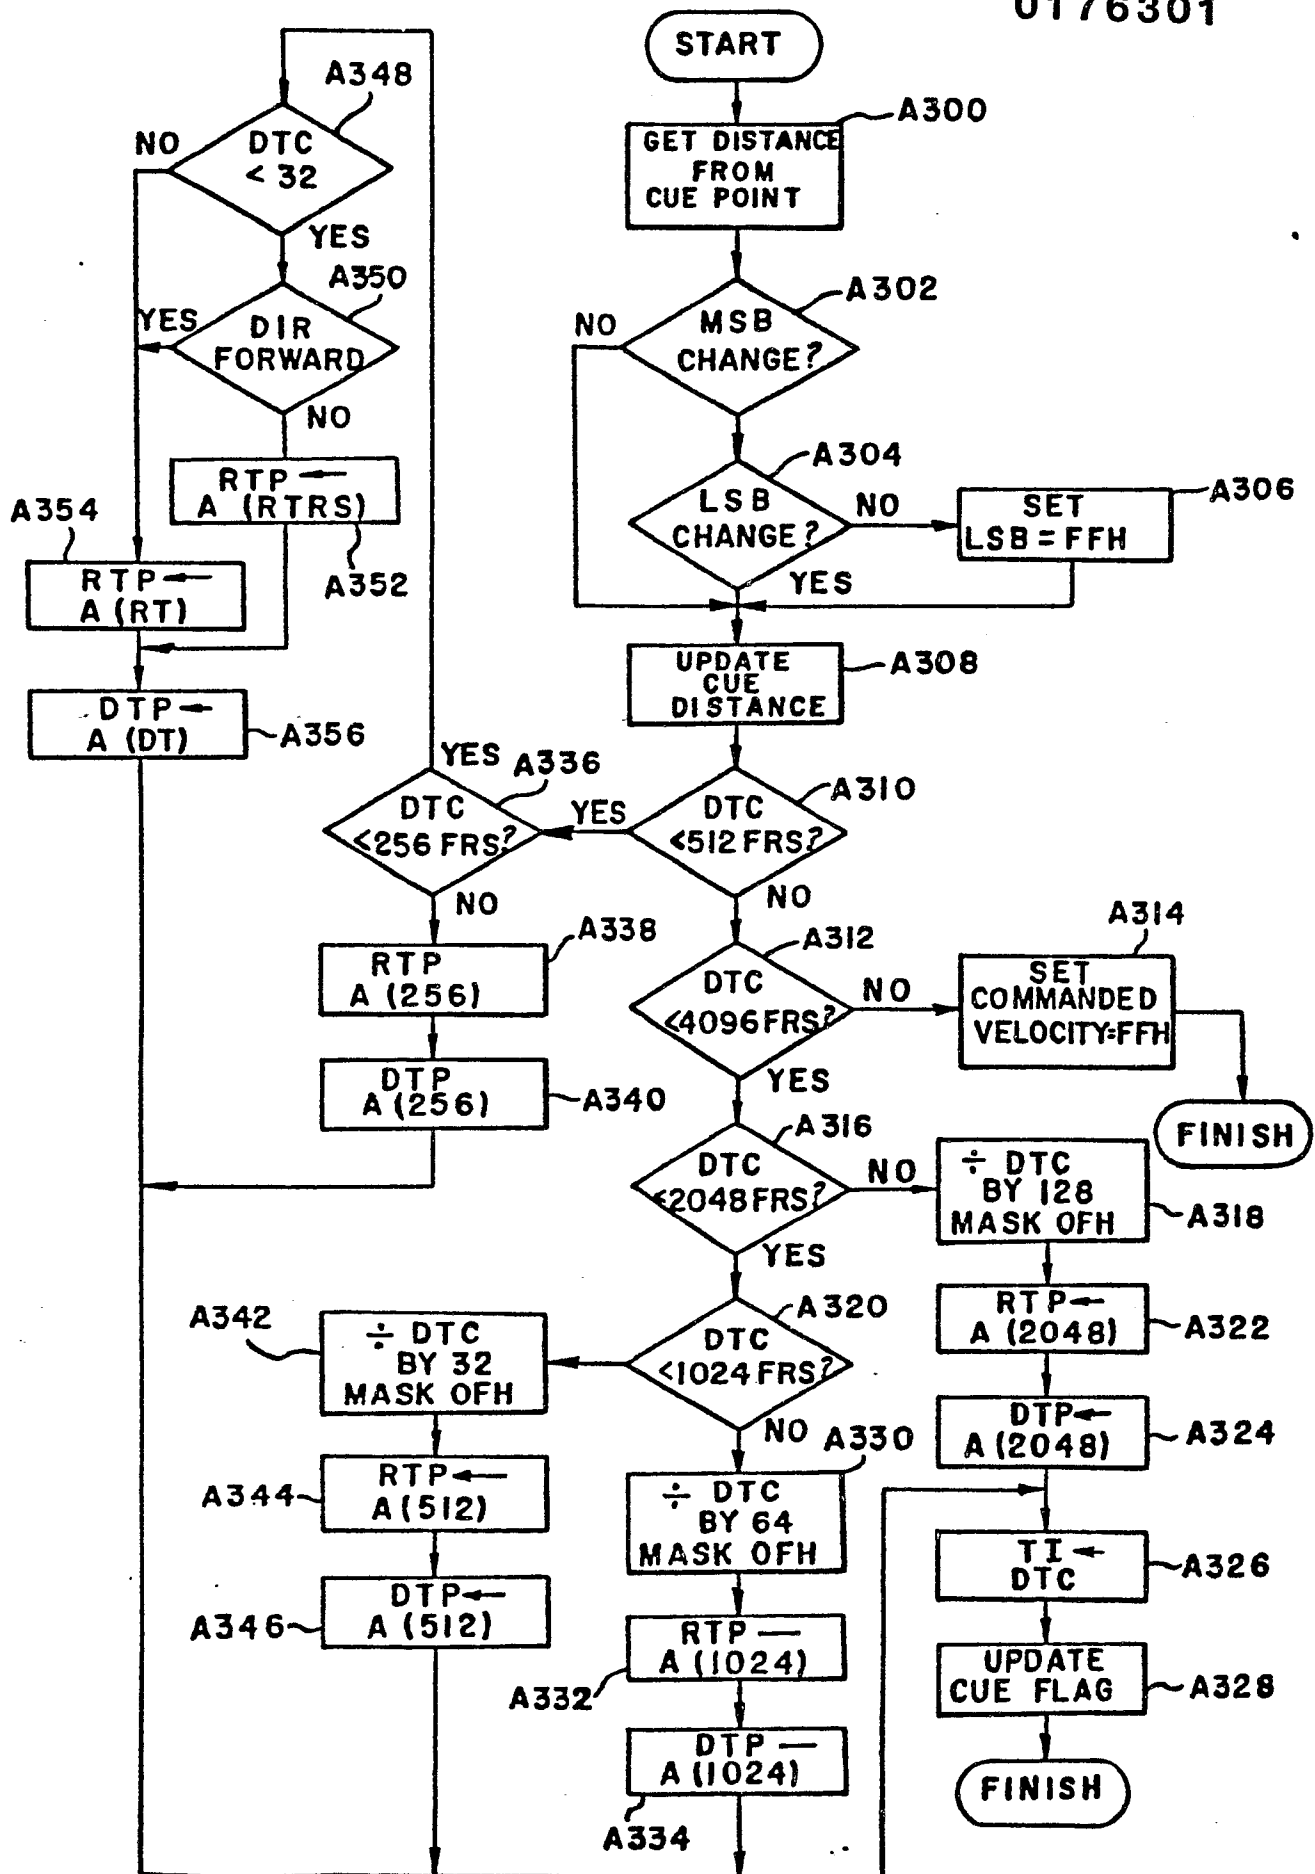 0176301
START
A300
GET DISTANCE
FROM
CUE POINT
A302
MSB
CHANGE?
NO
A304
LSB
CHANGE?
NO
YES
A306
SET
LSB = FFH
A308
UPDATE
CUE
DISTANCE
A310
DTC
<512 FRS?
YES
NO
A312
DTC
<4096 FRS?
NO
YES
A314
SET
COMMANDED
VELOCITY=FFH
FINISH
A316
DTC
<2048 FRS?
NO
YES
÷ DTC
BY 128
MASK OFH
A318
RTP←
A (2048)
A322
DTP←
A (2048)
A324
TI←
DTC
A326
UPDATE
CUE FLAG
A328
FINISH
A320
DTC
<1024 FRS?
NO
A330
÷ DTC
BY 64
MASK OFH
RTP —
A (1024)
A332
DTP —
A (1024)
A334
A342
÷ DTC
BY 32
MASK OFH
RTP←
A (512)
A344
DTP←
A (512)
A346
YES
A336
DTC
<256 FRS?
NO
A338
RTP
A (256)
DTP
A (256)
A340
A348
DTC
< 32
NO
YES
A350
DIR
FORWARD
YES
NO
RTP←
A (RTRS)
A352
A354
RTP←
A (RT)
DTP←
A (DT)
A356